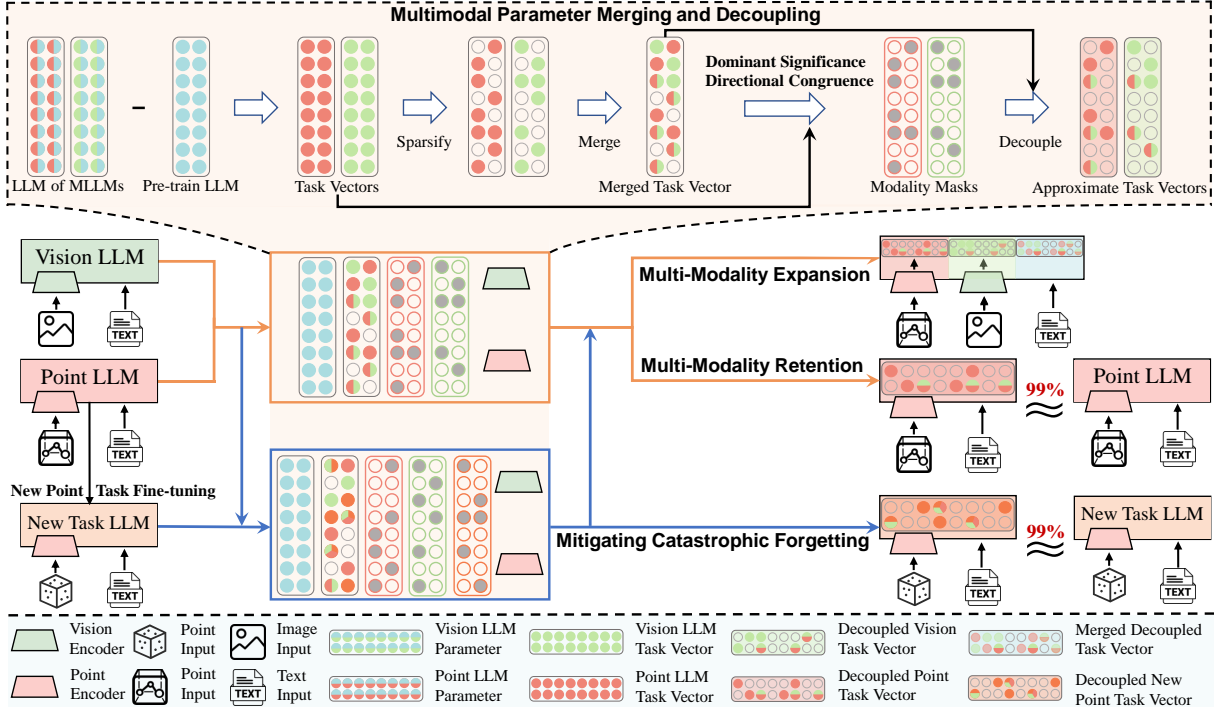 Multimodal Parameter Merging and Decoupling
Dominant Significance
Directional Congruence
Sparsify
Merge
Decouple
LLM of MLLMs
Pre-train LLM
Task Vectors
Merged Task Vector
Modality Masks
Approximate Task Vectors
Vision LLM
TEXT
Point LLM
TEXT
New Point Task Fine-tuning
New Task LLM
TEXT
Multi-Modality Expansion
TEXT
Multi-Modality Retention
99%
Point LLM
TEXT
TEXT
Mitigating Catastrophic Forgetting
99%
New Task LLM
TEXT
TEXT
Vision
Encoder
Point
Input
Image
Input
Vision LLM
Parameter
Vision LLM
Task Vector
Decoupled Vision
Task Vector
Merged Decoupled
Task Vector
Point
Encoder
Point
Input
TEXT
Text
Input
Point LLM
Parameter
Point LLM
Task Vector
Decoupled Point
Task Vector
Decoupled New
Point Task Vector